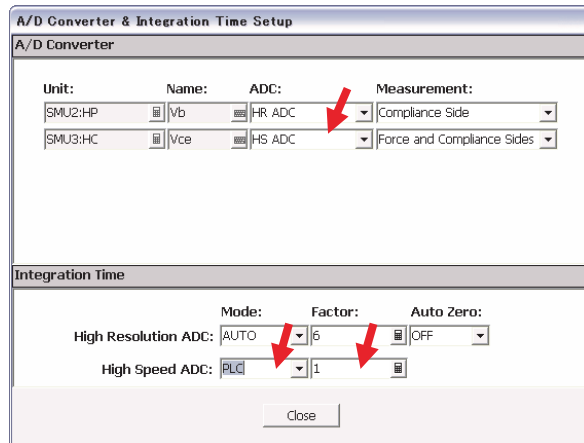 A/D Converter & Integration Time Setup
A/D Converter
Unit: Name: ADC: Measurement:
SMU2:HP Vb HR ADC Compliance Side
SMU3:HC Vce HS ADC Force and Compliance Sides
Integration Time
Mode: Factor: Auto Zero:
High Resolution ADC: AUTO 6 OFF
High Speed ADC: PLC 1
Close